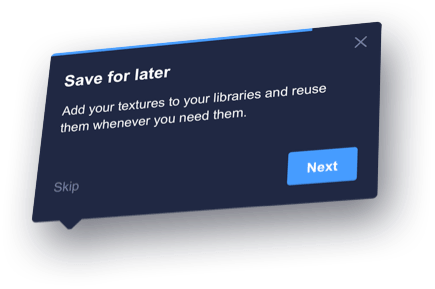 Save for later
Add your textures to your libraries and reuse
them whenever you need them.
Skip
Next